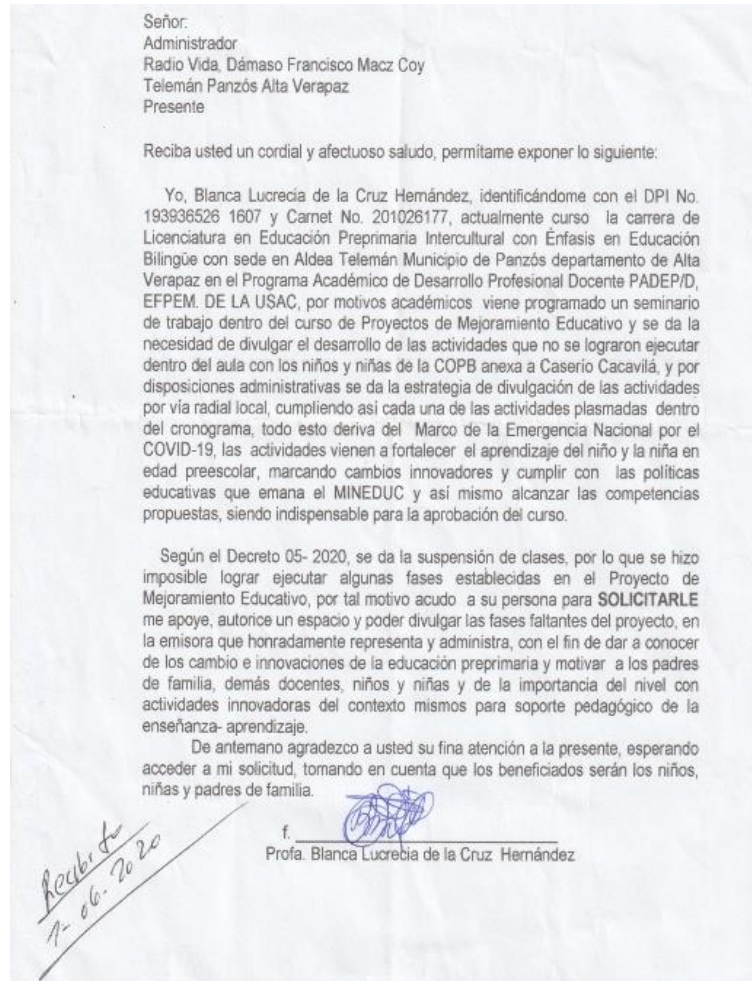 Señor:
Administrador
Radio Vida, Dámaso Francisco Macz Coy
Telemán Panzós Alta Verapaz
Presente
Reciba usted un cordial y afectuoso saludo, permítame exponer lo siguiente:
Yo, Blanca Lucrecia de la Cruz Hernández, identificándome con el DPI No.
193936526 1607 y Carnet No. 201026177, actualmente curso la carrera de
Licenciatura en Educación Preprimaria Intercultural con Énfasis en Educación
Bilingüe con sede en Aldea Telemán Municipio de Panzós departamento de Alta
Verapaz en el Programa Académico de Desarrollo Profesional Docente PADEP/D,
EFPEM. DE LA USAC, por motivos académicos viene programado un seminario
de trabajo dentro del curso de Proyectos de Mejoramiento Educativo y se da la
necesidad de divulgar el desarrollo de las actividades que no se lograron ejecutar
dentro del aula con los niños y niñas de la COPB anexa a Caserío Cacavilá, y por
disposiciones administrativas se da la estrategia de divulgación de las actividades
por vía radial local, cumpliendo así cada una de las actividades plasmadas dentro
del cronograma, todo esto deriva del Marco de la Emergencia Nacional por el
COVID-19, las actividades vienen a fortalecer el aprendizaje del niño y la niña en
edad preescolar, marcando cambios innovadores y cumplir con las políticas
educativas que emana el MINEDUC y así mismo alcanzar las competencias
propuestas, siendo indispensable para la aprobación del curso.
Según el Decreto 05- 2020, se da la suspensión de clases, por lo que se hizo
imposible lograr ejecutar algunas fases establecidas en el Proyecto de
Mejoramiento Educativo, por tal motivo acudo a su persona para SOLICITARLE
me apoye, autorice un espacio y poder divulgar las fases faltantes del proyecto, en
la emisora que honradamente representa y administra, con el fin de dar a conocer
de los cambio e innovaciones de la educación preprimaria y motivar a los padres
de familia, demás docentes, niños y niñas y de la importancia del nivel con
actividades innovadoras del contexto mismos para soporte pedagógico de la
enseñanza- aprendizaje.
De antemano agradezco a usted su fina atención a la presente, esperando
acceder a mi solicitud, tomando en cuenta que los beneficiados serán los niños,
niñas y padres de familia.
f.
Profa. Blanca Lucrecia de la Cruz Hernández
Recibido
1- 06. 2020